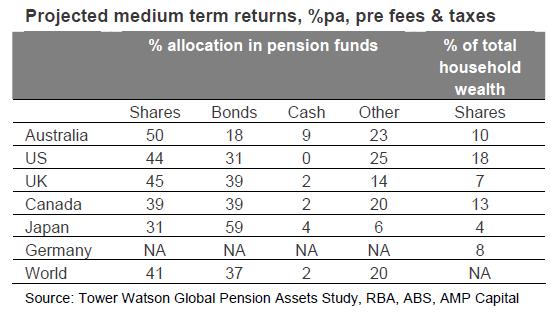 Projected medium term returns, %pa, pre fees & taxes
% allocation in pension funds % of total
household
wealth
Shares Bonds Cash Other Shares
Australia 50 18 9 23 10
US 44 31 0 25 18
UK 45 39 2 14 7
Canada 39 39 2 20 13
Japan 31 59 4 6 4
Germany NA NA NA NA 8
World 41 37 2 20 NA
Source: Tower Watson Global Pension Assets Study, RBA, ABS, AMP Capital